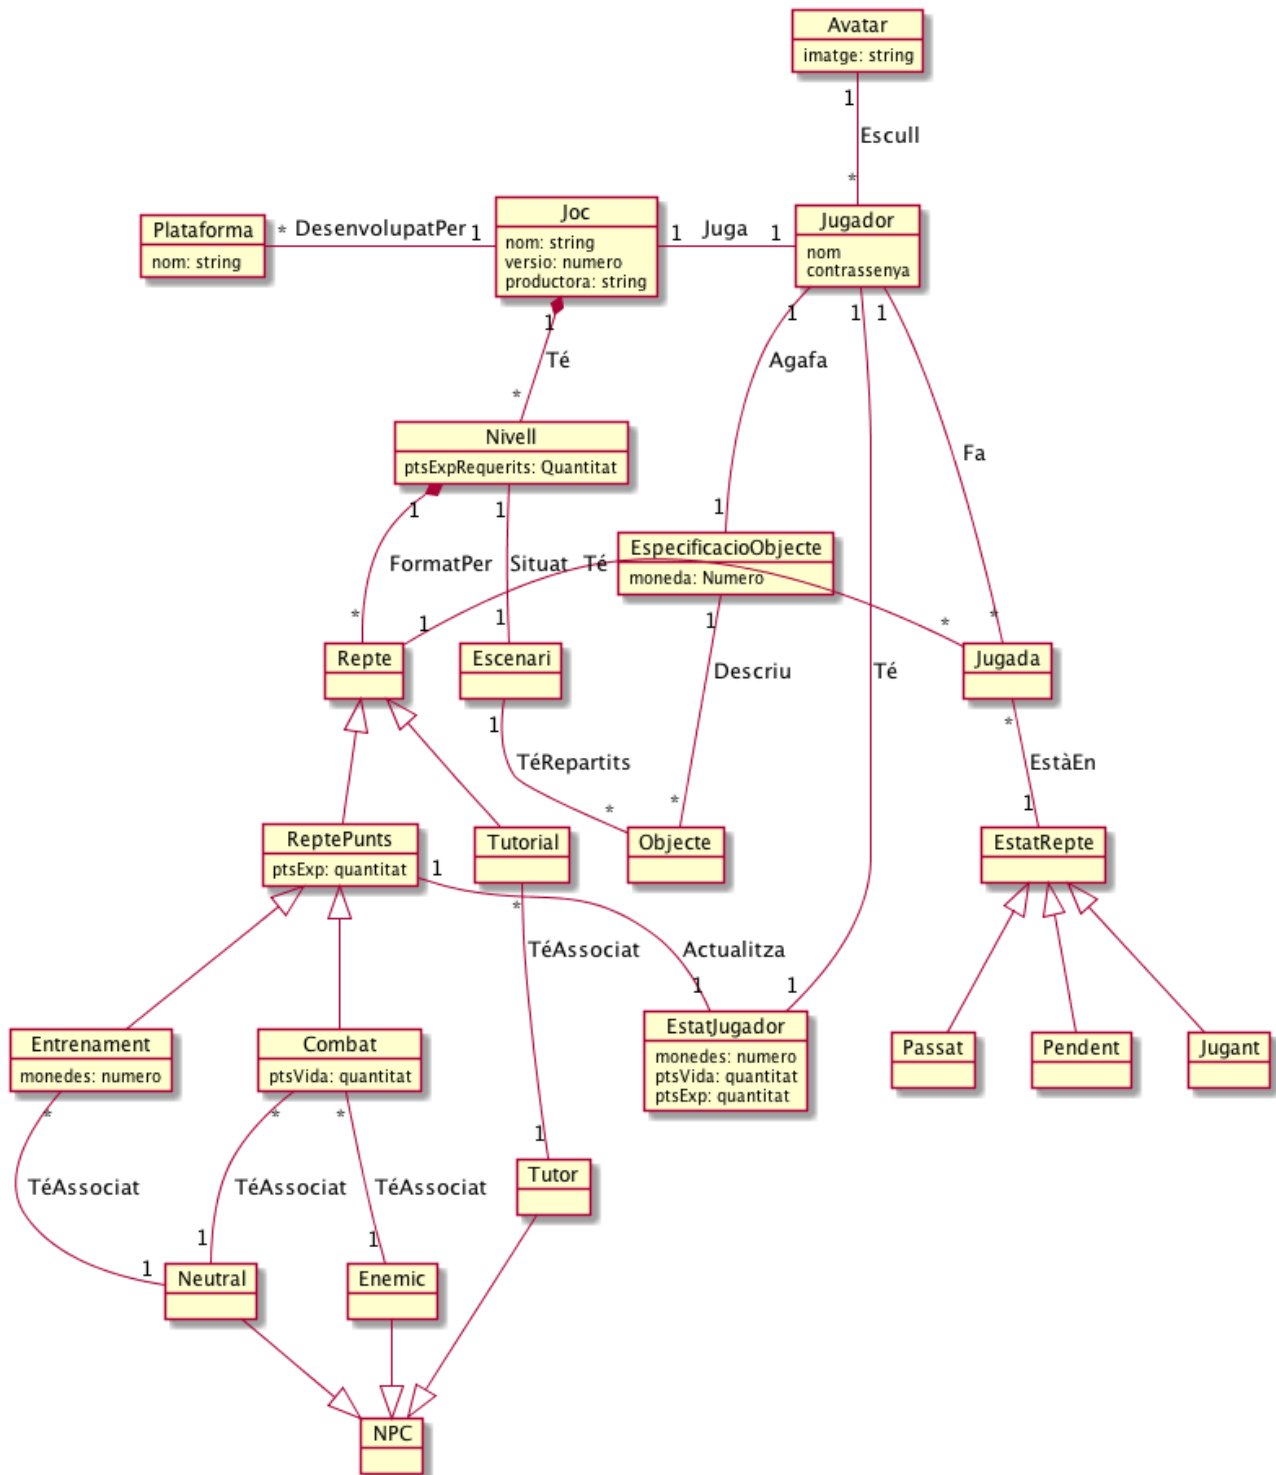 Avatar
imatge: string
1
Escull
*
Plataforma
nom: string
* DesenvolupatPer 1
Joc
nom: string
versio: numero
productora: string
1 Juga 1
Jugador
nom
contrassenya
1
Té
*
1
Agafa
1
1
1
Fa
*
Nivell
ptsExpRequerits: Quantitat
1
FormatPer
*
1
Situat
1
EspecificacioObjecte
moneda: Numero
1
Té
*
1
Descriu
*
Té
1
Repte
Escenari
Jugada
1
TéRepartits
*
*
EstàEn
1
ReptePunts
ptsExp: quantitat
Tutorial
Objecte
EstatRepte
1
Actualitza
1
*
TéAssociat
1
Entrenament
monedes: numero
Combat
ptsVida: quantitat
EstatJugador
monedes: numero
ptsVida: quantitat
ptsExp: quantitat
Passat
Pendent
Jugant
*
TéAssociat
1
*
TéAssociat
1
*
TéAssociat
1
Tutor
Neutral
Enemic
NPC